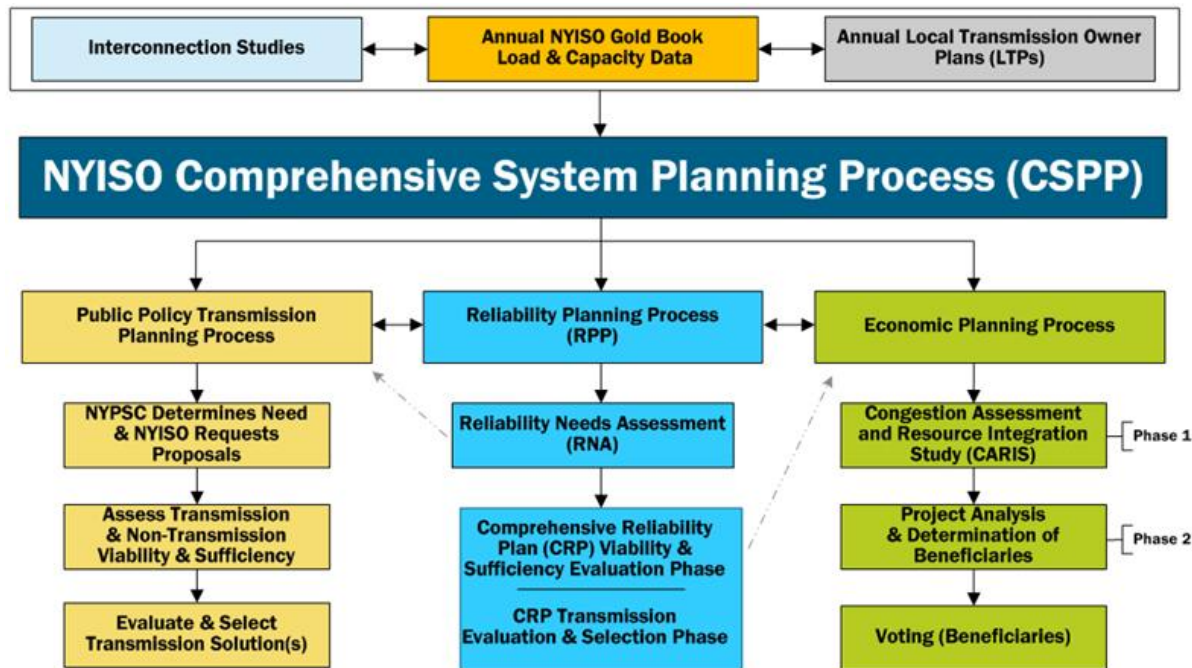 Interconnection Studies
Annual NYISO Gold Book
Load & Capacity Data
Annual Local Transmission Owner
Plans (LTPs)
NYISO Comprehensive System Planning Process (CSPP)
Public Policy Transmission
Planning Process
Reliability Planning Process
(RPP)
Economic Planning Process
NYPSC Determines Need
& NYISO Requests
Proposals
Reliability Needs Assessment
(RNA)
Congestion Assessment
and Resource Integration
Study (CARIS)
Phase 1
Assess Transmission
& Non-Transmission
Viability & Sufficiency
Comprehensive Reliability
Plan (CRP) Viability &
Sufficiency Evaluation Phase
Project Analysis
& Determination of
Beneficiaries
Phase 2
Evaluate & Select
Transmission Solution(s)
CRP Transmission
Evaluation & Selection Phase
Voting (Beneficiaries)